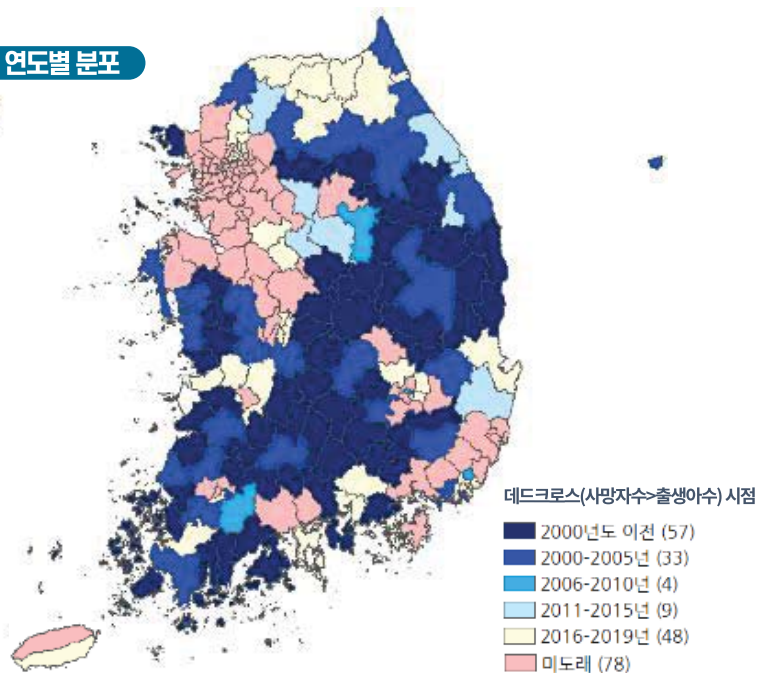 연도별 분포
데드크로스(사망자수>출생아수) 시점
2000년도 이전 (57)
2000-2005년 (33)
2006-2010년 (4)
2011-2015년 (9)
2016-2019년 (48)
미도래 (78)